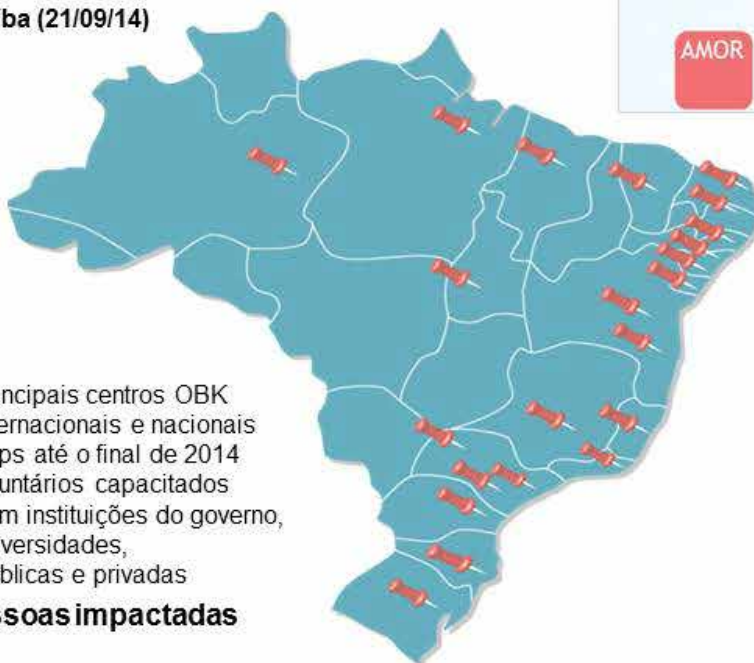 ba (21/09/14)
AMOR
ncipais centros OBK
ernacionais e nacionais
ps até o final de 2014
untários capacitados
m instituições do governo,
versidades,
blicas e privadas
ssoas impactadas